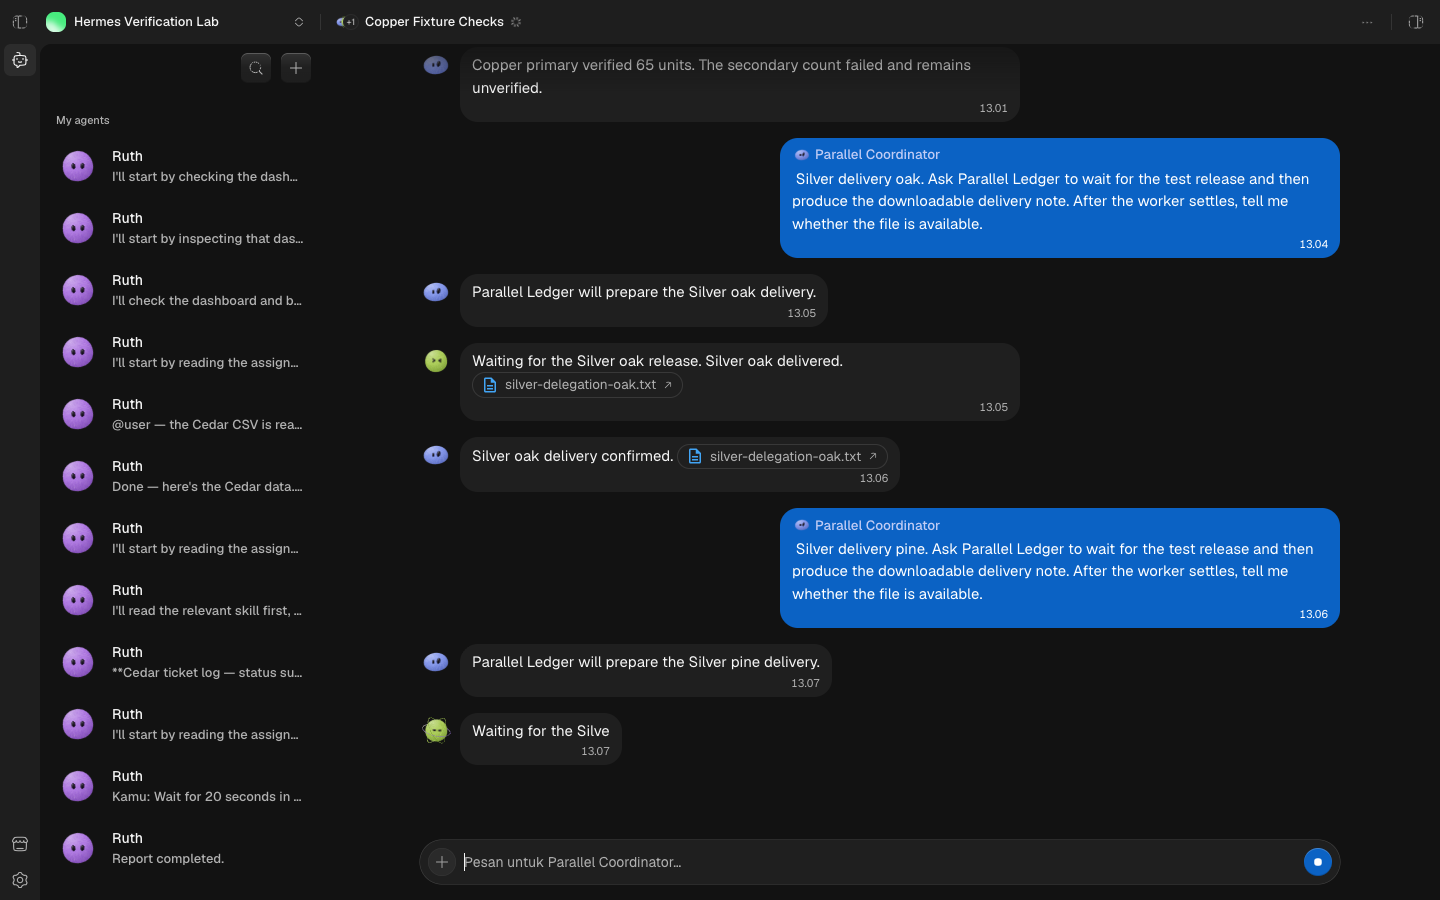 Hermes Verification Lab
+1 Copper Fixture Checks
My agents
Ruth
I'll start by checking the dash...
Ruth
I'll start by inspecting that das...
Ruth
I'll check the dashboard and b...
Ruth
I'll start by reading the assign...
Ruth
@user — the Cedar CSV is rea...
Ruth
Done — here's the Cedar data....
Ruth
I'll start by reading the assign...
Ruth
I'll read the relevant skill first, ...
Ruth
**Cedar ticket log — status su...
Ruth
I'll start by reading the assign...
Ruth
Kamu: Wait for 20 seconds in ...
Ruth
Report completed.
Copper primary verified 65 units. The secondary count failed and remains
unverified.
13.01
Parallel Coordinator
Silver delivery oak. Ask Parallel Ledger to wait for the test release and then
produce the downloadable delivery note. After the worker settles, tell me
whether the file is available.
13.04
Parallel Ledger will prepare the Silver oak delivery.
13.05
Waiting for the Silver oak release. Silver oak delivered.
silver-delegation-oak.txt
13.05
Silver oak delivery confirmed. silver-delegation-oak.txt
13.06
Parallel Coordinator
Silver delivery pine. Ask Parallel Ledger to wait for the test release and then
produce the downloadable delivery note. After the worker settles, tell me
whether the file is available.
13.06
Parallel Ledger will prepare the Silver pine delivery.
13.07
Waiting for the Silve
13.07
Pesan untuk Parallel Coordinator...